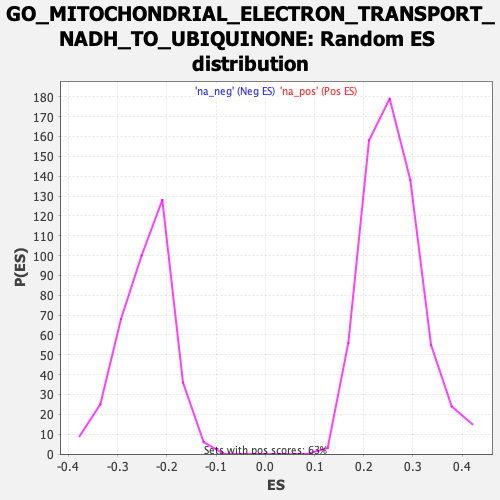 GO_MITOCHONDRIAL_ELECTRON_TRANSPORT_
NADH_TO_UBIQUINONE: Random ES
distribution
'na_neg' (Neg ES) 'na_pos' (Pos ES)
180
170
160
150
140
130
120
110
100
90
80
70
60
50
40
30
20
10
0
P(ES)
Sets with pos scores: 63%
-0.4 -0.3 -0.2 -0.1 0.0 0.1 0.2 0.3 0.4
ES